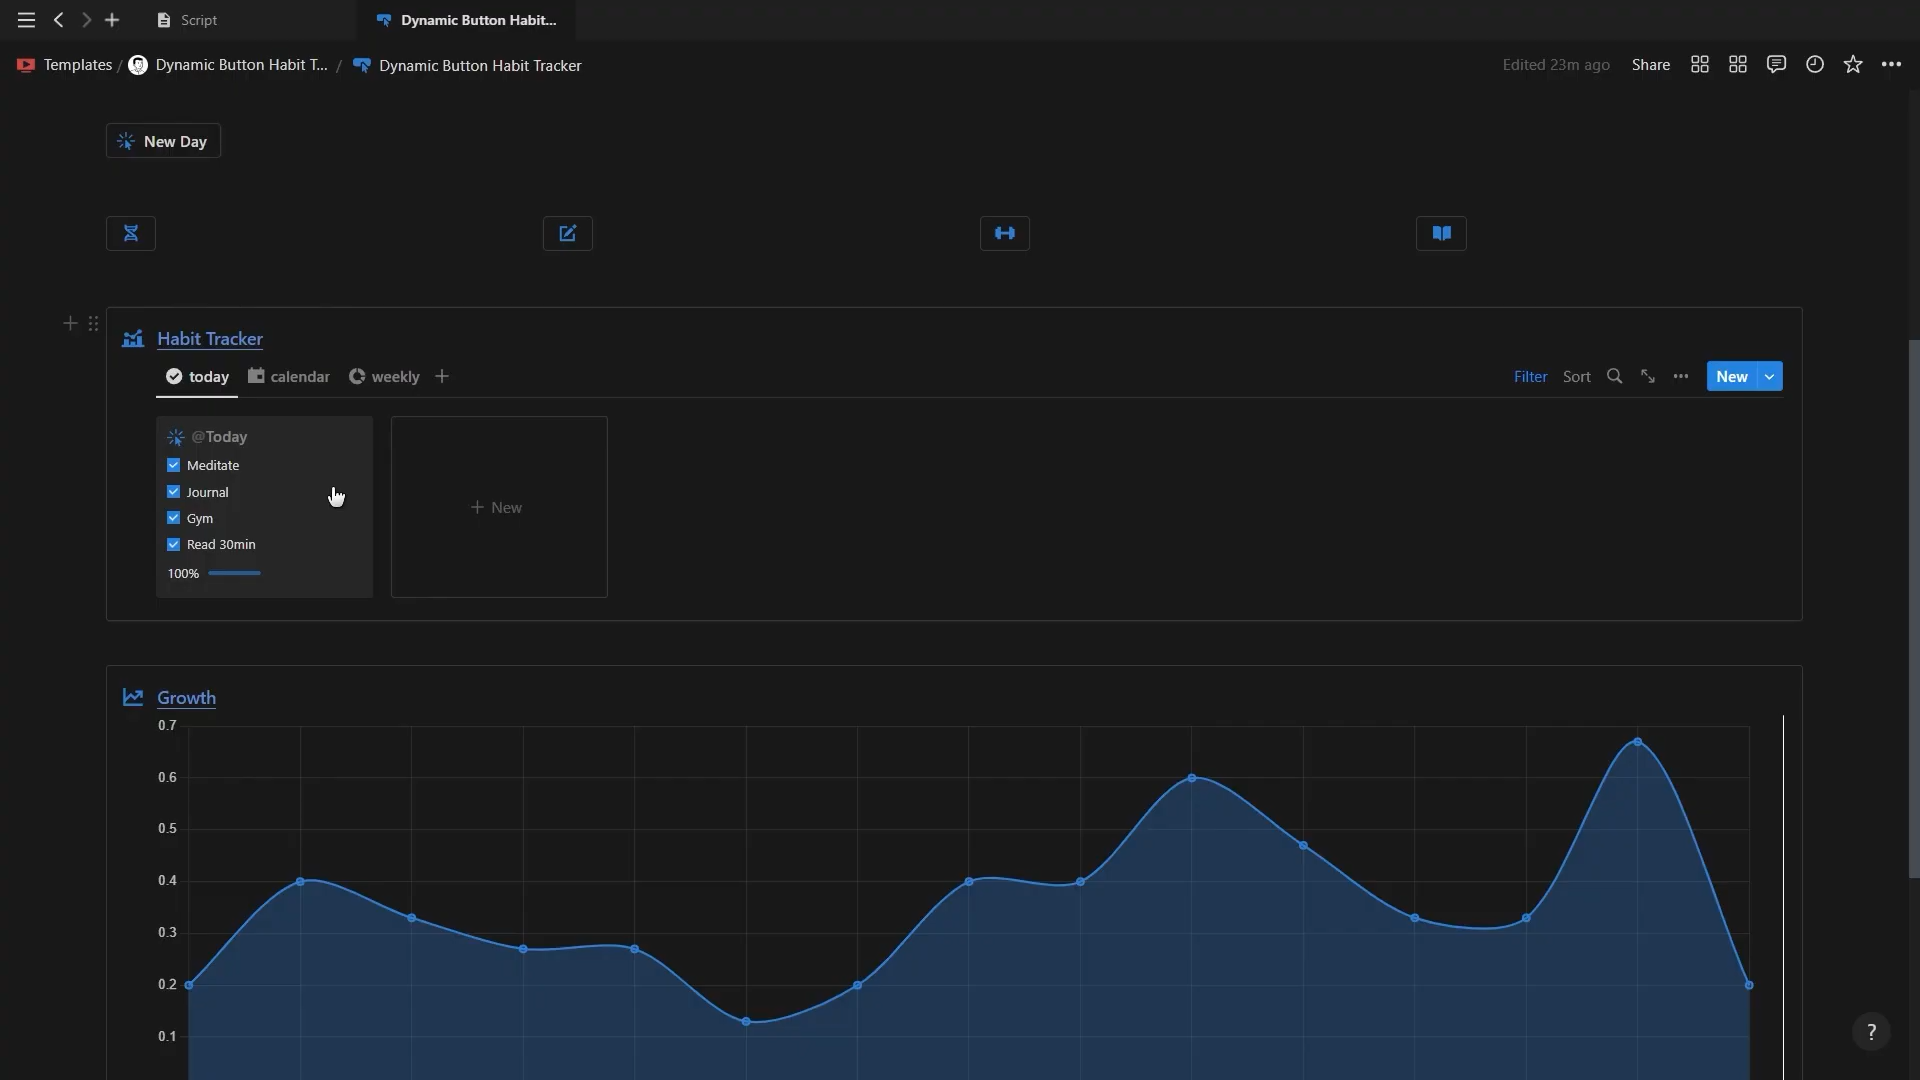 Script
Dynamic Button Habit...
Templates / Dynamic Button Habit T... / Dynamic Button Habit Tracker
Edited 23m ago
Share
New Day
Habit Tracker
today
calendar
weekly
Filter
Sort
New
@Today
Meditate
Journal
Gym
Read 30min
100%
+ New
Growth
0.7
0.6
0.5
0.4
0.3
0.2
0.1
?